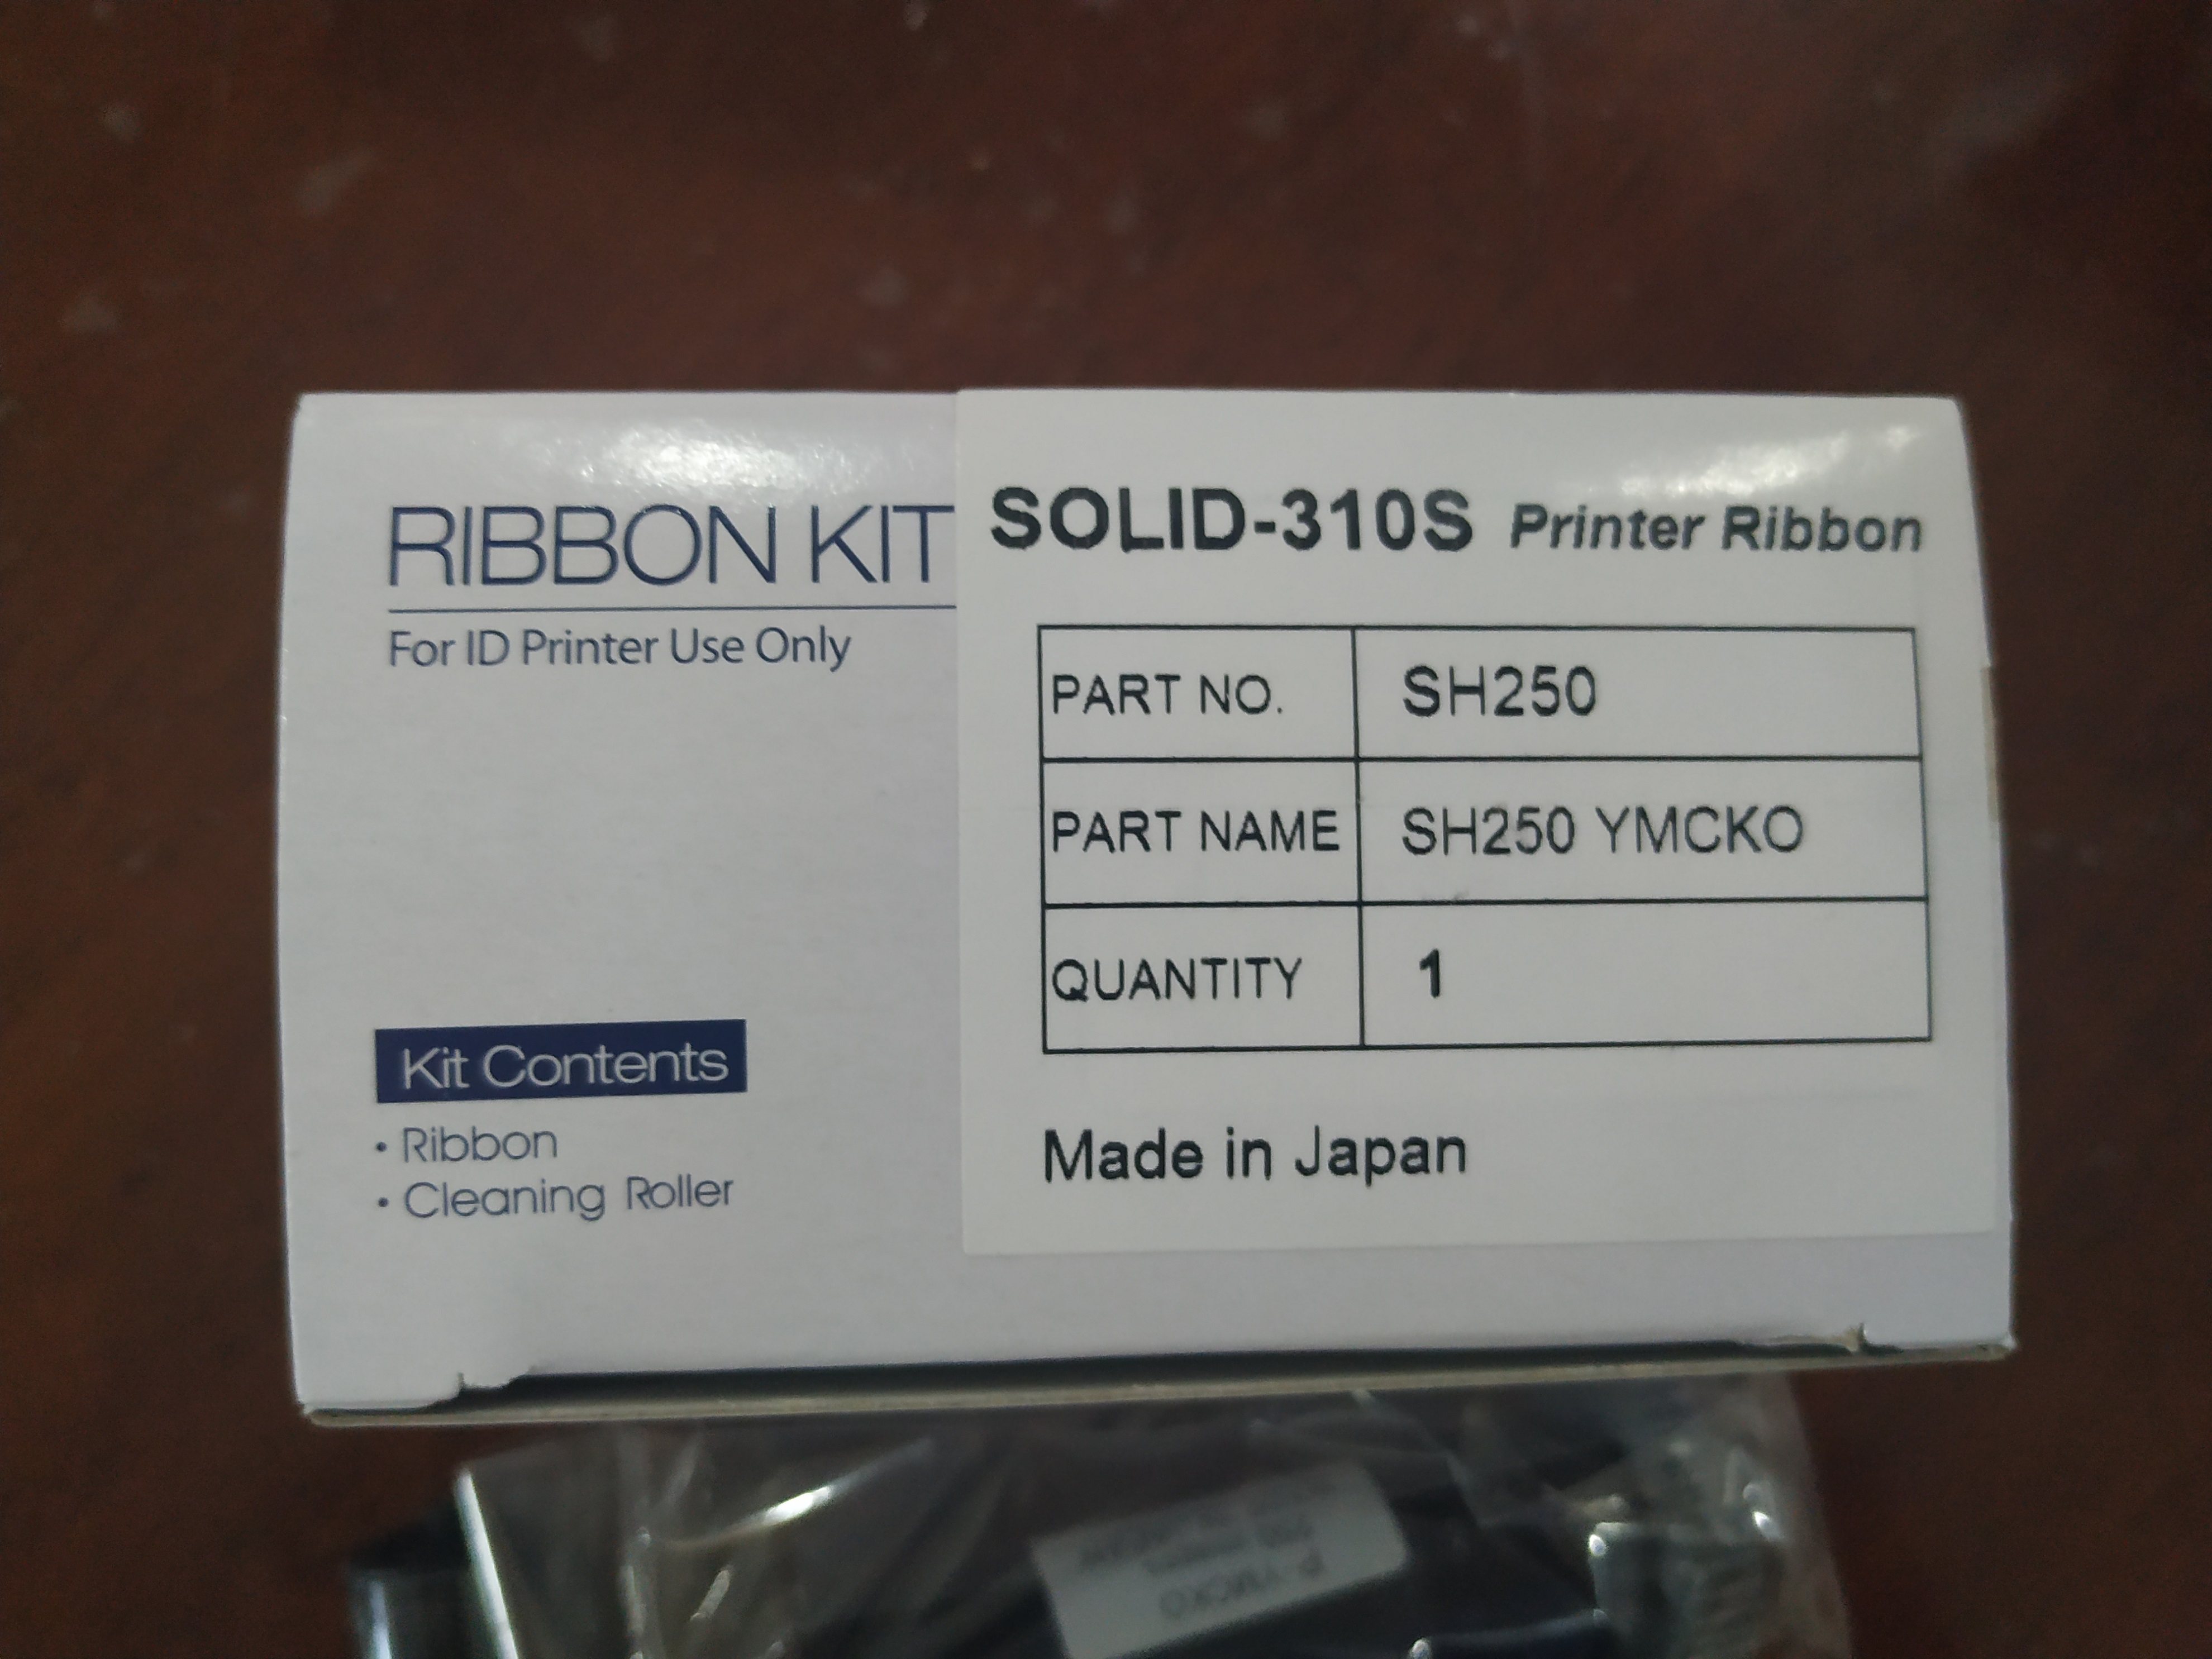 RIBBON KIT
For ID Printer Use Only
Kit Contents
• Ribbon
• Cleaning Roller
SOLID-310S Printer Ribbon
PART NO. SH250
PART NAME SH250 YMCKO
QUANTITY 1
Made in Japan
YMCKO